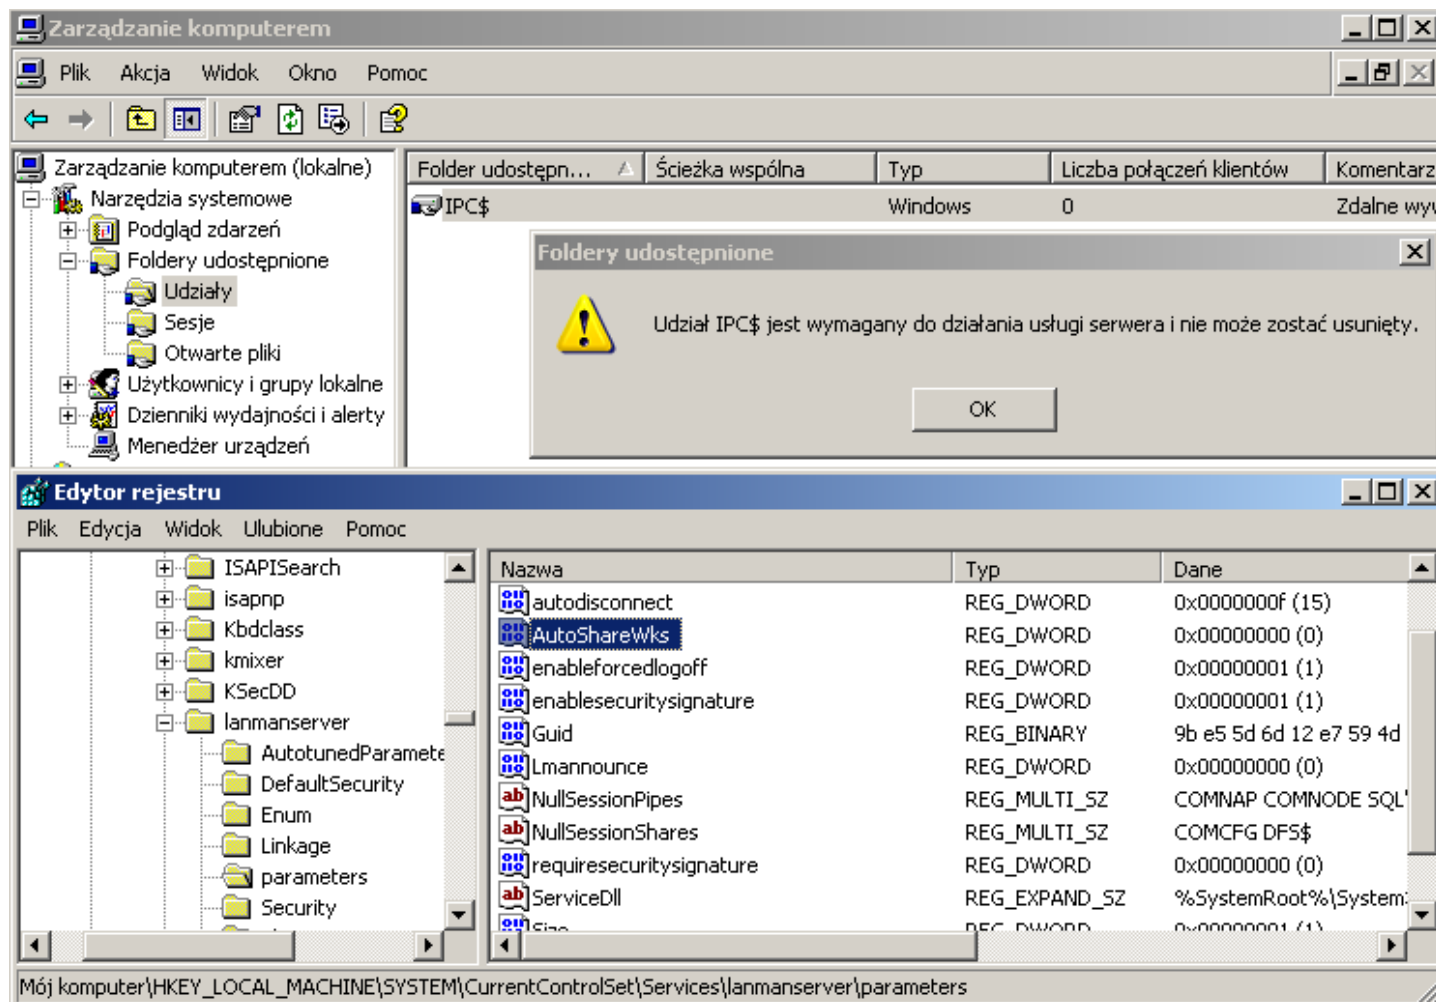 Zarządzanie komputerem
Plik Akcja Widok Okno Pomoc
Zarządzanie komputerem (lokalne)
Narzędzia systemowe
Podgląd zdarzeń
Foldery udostępnione
Udziały
Sesje
Otwarte pliki
Użytkownicy i grupy lokalne
Dzienniki wydajności i alerty
Menedżer urządzeń
Folder udostępn... Ścieżka wspólna Typ Liczba połączeń klientów Komentarz
IPC$ Windows 0 Zdalne wyw
Foldery udostępnione
Udział IPC$ jest wymagany do działania usługi serwera i nie może zostać usunięty.
OK
Edytor rejestru
Plik Edycja Widok Ulubione Pomoc
ISAPISearch
isapnp
Kbdclass
kmixer
KSecDD
lanmanserver
AutotunedParamete
DefaultSecurity
Enum
Linkage
parameters
Security
Nazwa Typ Dane
autodisconnect REG_DWORD 0x0000000f (15)
AutoShareWks REG_DWORD 0x00000000 (0)
enableforcedlogoff REG_DWORD 0x00000001 (1)
enablesecuritysignature REG_DWORD 0x00000001 (1)
Guid REG_BINARY 9b e5 5d 6d 12 e7 59 4d
Lmannounce REG_DWORD 0x00000000 (0)
NullSessionPipes REG_MULTI_SZ COMNAP COMNODE SQL\
NullSessionShares REG_MULTI_SZ COMCFG DFS$
requiresecuritysignature REG_DWORD 0x00000000 (0)
ServiceDll REG_EXPAND_SZ %SystemRoot%\System
Size REG_DWORD 0x00000001 (1)
Mój komputer\HKEY_LOCAL_MACHINE\SYSTEM\CurrentControlSet\Services\lanmanserver\parameters